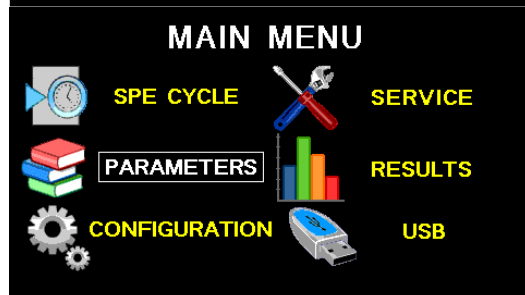 MAIN MENU
SPE CYCLE
SERVICE
PARAMETERS
RESULTS
CONFIGURATION
USB